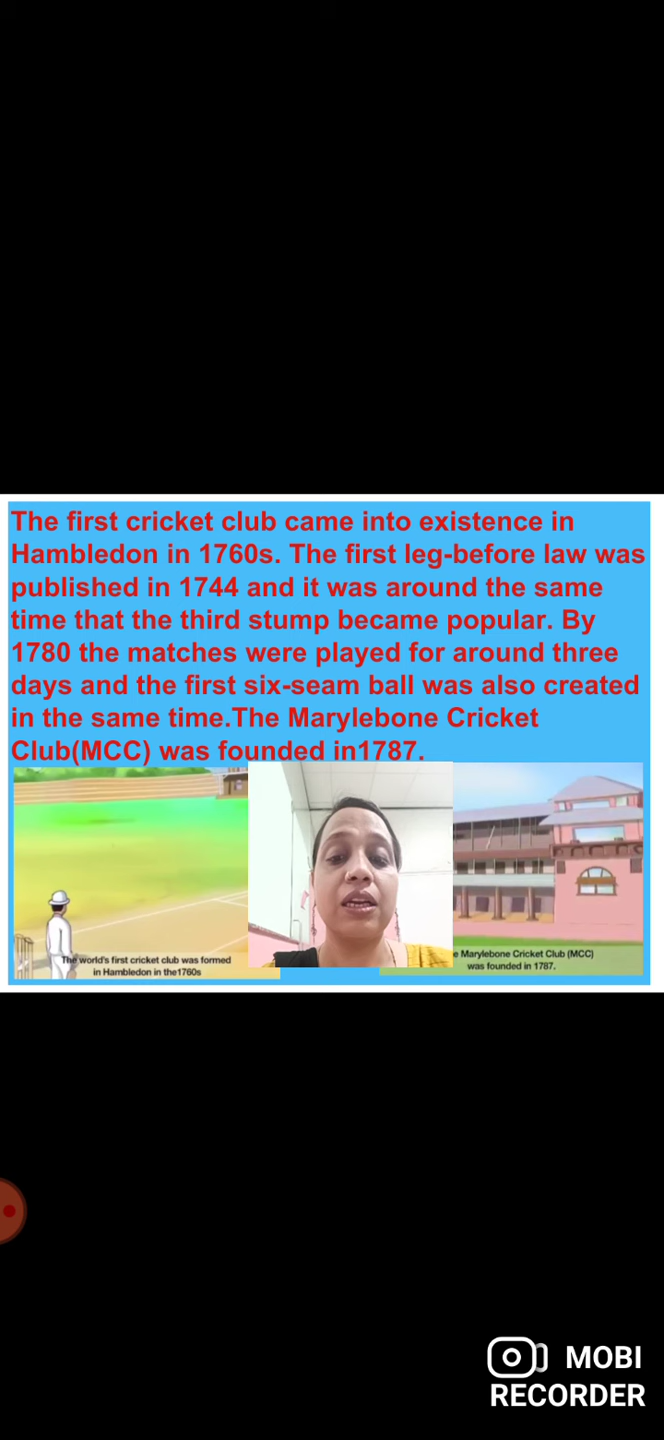 The first cricket club came into existence in
Hambledon in 1760s. The first leg-before law was
published in 1744 and it was around the same
time that the third stump became popular. By
1780 the matches were played for around three
days and the first six-seam ball was also created
in the same time.The Marylebone Cricket
Club(MCC) was founded in1787.
The world's first cricket club was formed
in Hambledon in the1760s
e Marylebone Cricket Club (MCC)
was founded in 1787.
MOBI
RECORDER